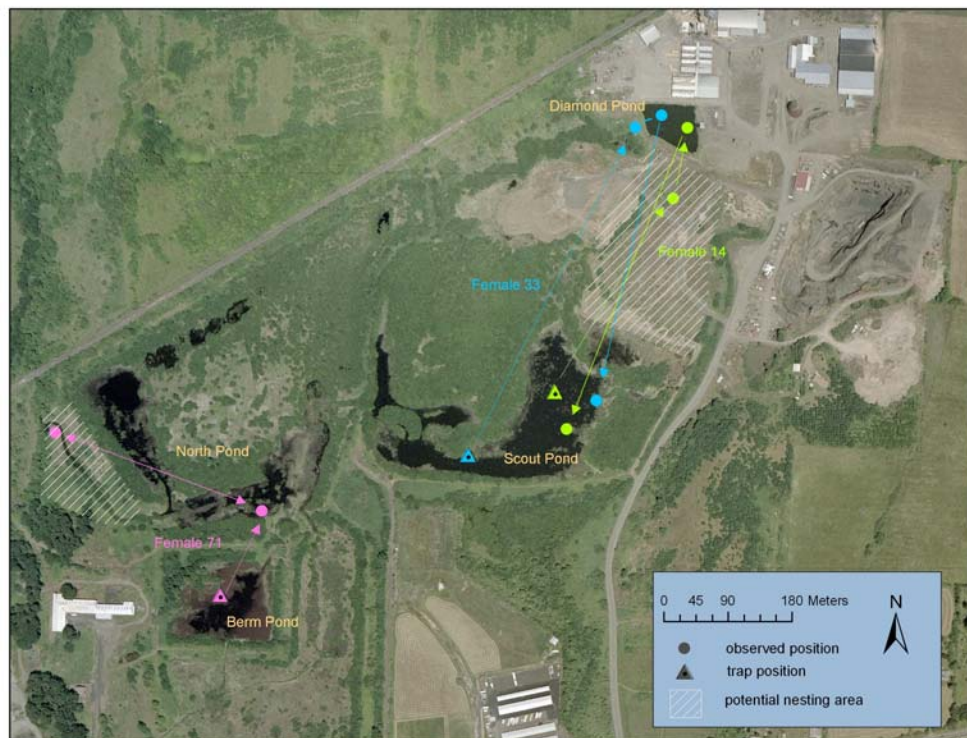 Diamond Pond
Female 14
Female 33
North Pond
Scout Pond
Female 71
Berm Pond
0 45 90 180 Meters
N
observed position
trap position
potential nesting area